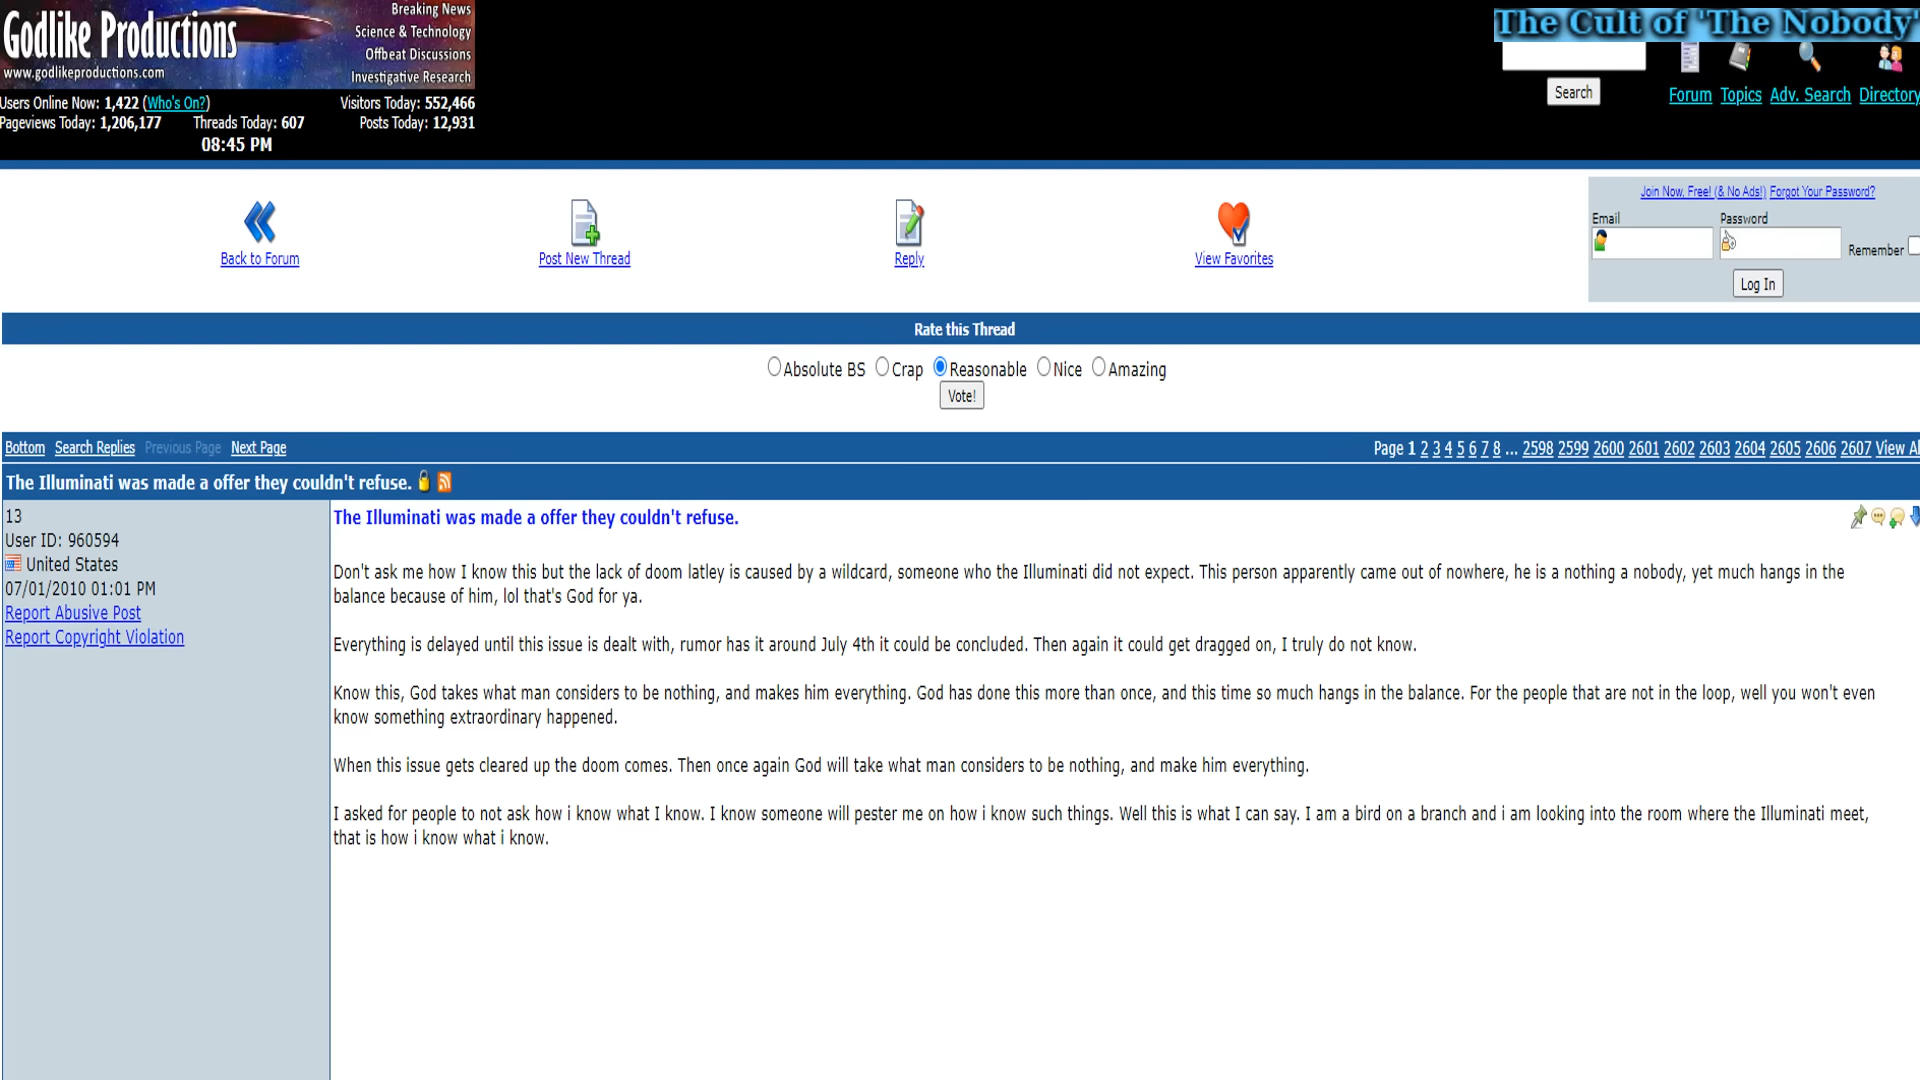 Godlike Productions
www.godlikeproductions.com
Breaking News
Science & Technology
Offbeat Discussions
Investigative Research
The Cult of 'The Nobody'
Users Online Now: 1,422 (Who's On?)
Visitors Today: 552,466
Pageviews Today: 1,206,177
Threads Today: 607
Posts Today: 12,931
08:45 PM
Search
Forum Topics Adv. Search Directory
Back to Forum
Post New Thread
Reply
View Favorites
Join Now, Free! (& No Ads!) Forgot Your Password?
Email Password
Remember
Log In
Rate this Thread
Absolute BS Crap Reasonable Nice Amazing
Vote!
Bottom Search Replies Previous Page Next Page
Page 1 2 3 4 5 6 7 8 ... 2598 2599 2600 2601 2602 2603 2604 2605 2606 2607 View Al
The Illuminati was made a offer they couldn't refuse.
13
User ID: 960594
United States
07/01/2010 01:01 PM
Report Abusive Post
Report Copyright Violation
The Illuminati was made a offer they couldn't refuse.
Don't ask me how I know this but the lack of doom latley is caused by a wildcard, someone who the Illuminati did not expect. This person apparently came out of nowhere, he is a nothing a nobody, yet much hangs in the
balance because of him, lol that's God for ya.
Everything is delayed until this issue is dealt with, rumor has it around July 4th it could be concluded. Then again it could get dragged on, I truly do not know.
Know this, God takes what man considers to be nothing, and makes him everything. God has done this more than once, and this time so much hangs in the balance. For the people that are not in the loop, well you won't even
know something extraordinary happened.
When this issue gets cleared up the doom comes. Then once again God will take what man considers to be nothing, and make him everything.
I asked for people to not ask how i know what I know. I know someone will pester me on how i know such things. Well this is what I can say. I am a bird on a branch and i am looking into the room where the Illuminati meet,
that is how i know what i know.